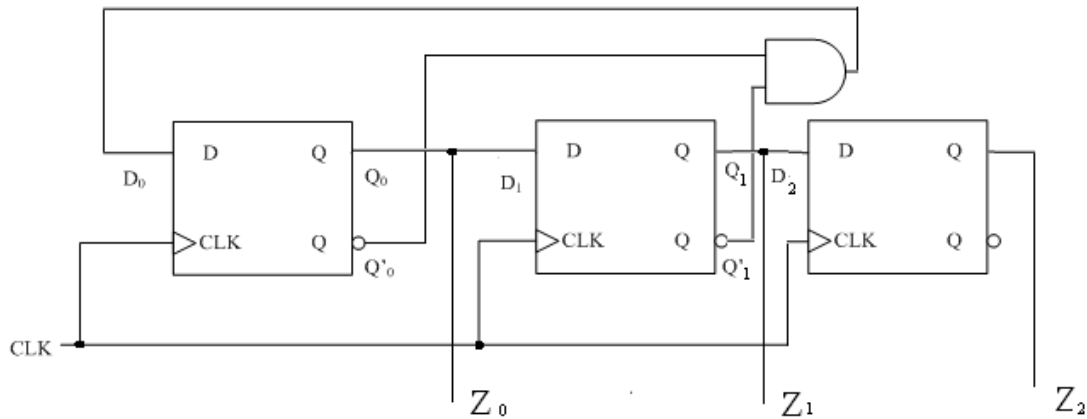 D Q D Q D Q
D₀ Q₀ D₁ Q₁ D₂
CLK Q CLK Q CLK Q
Q'₀ Q'₁
CLK
Z₀ Z₁ Z₂